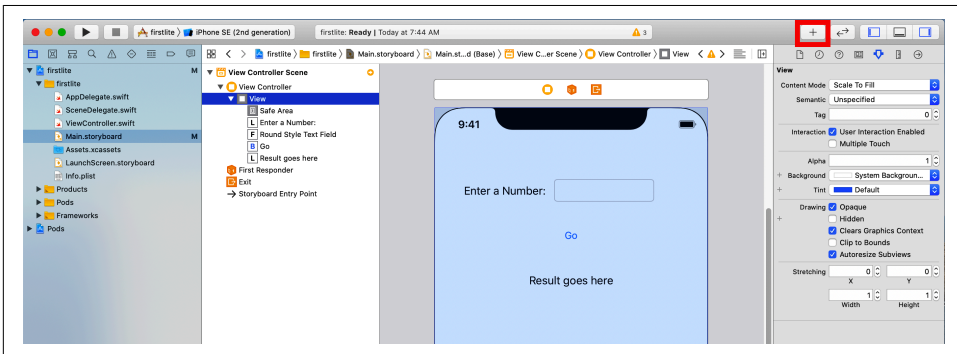 firstlite 〉 iPhone SE (2nd generation)
firstlite: Ready | Today at 7:44 AM
3
firstlite 〉 firstlite 〉 Main.storyboard 〉 Main.st...d (Base) 〉 View C...er Scene 〉 View Controller 〉 View
firstlite M
firstlite
AppDelegate.swift
SceneDelegate.swift
ViewController.swift
Main.storyboard M
Assets.xcassets
LaunchScreen.storyboard
Info.plist
Products
Pods
Frameworks
Pods
View Controller Scene
View Controller
View
Safe Area
L Enter a Number:
F Round Style Text Field
B Go
L Result goes here
First Responder
Exit
Storyboard Entry Point
9:41
Enter a Number:
Go
Result goes here
View
Content Mode Scale To Fill
Semantic Unspecified
Tag 0
Interaction User Interaction Enabled
Multiple Touch
Alpha 1
+ Background System Backgroun...
+ Tint Default
Drawing Opaque
+ Hidden
Clears Graphics Context
Clip to Bounds
Autoresize Subviews
Stretching 0 0
X Y
1 1
Width Height